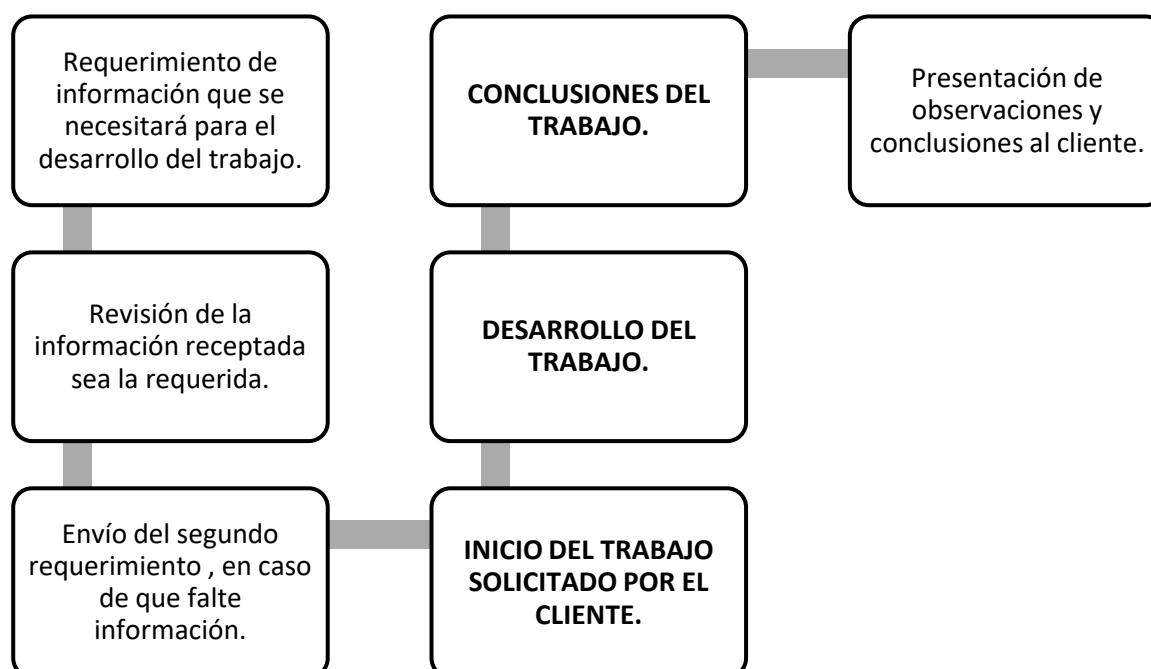 Requerimiento de
información que se
necesitará para el
desarrollo del trabajo.
Revisión de la
información receptada
sea la requerida.
Envío del segundo
requerimiento , en caso
de que falte
información.
INICIO DEL TRABAJO
SOLICITADO POR EL
CLIENTE.
DESARROLLO DEL
TRABAJO.
CONCLUSIONES DEL
TRABAJO.
Presentación de
observaciones y
conclusiones al cliente.